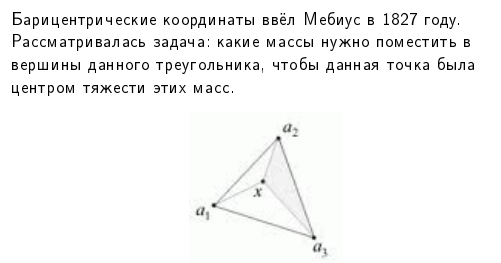 Барицентрические координаты ввёл Мебиус в 1827 году.
Рассматривалась задача: какие массы нужно поместить в
вершины данного треугольника, чтобы данная точка была
центром тяжести этих масс.
a₂
x
a₁
a₃